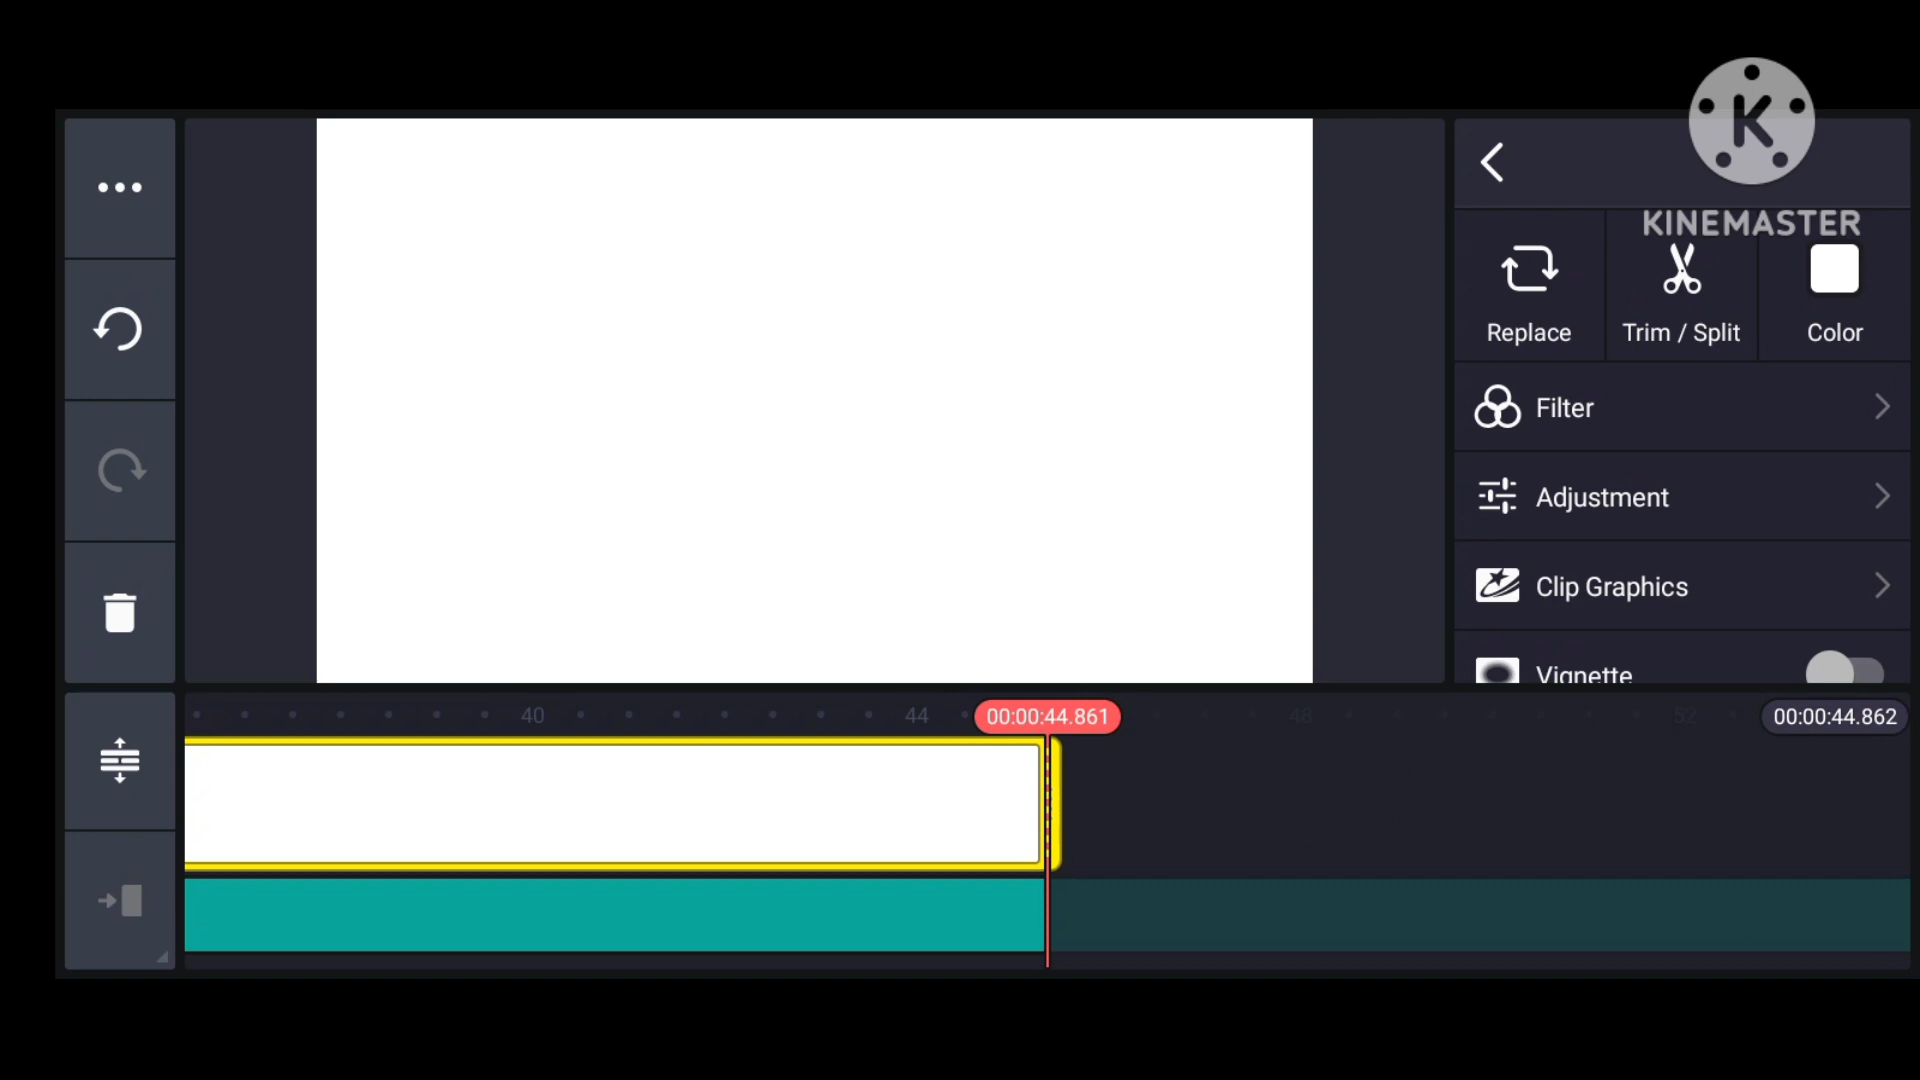 K
KINEMASTER
Replace
Trim / Split
Color
Filter
Adjustment
Clip Graphics
Vignette
40
44
00:00:44.861
48
52
00:00:44.862